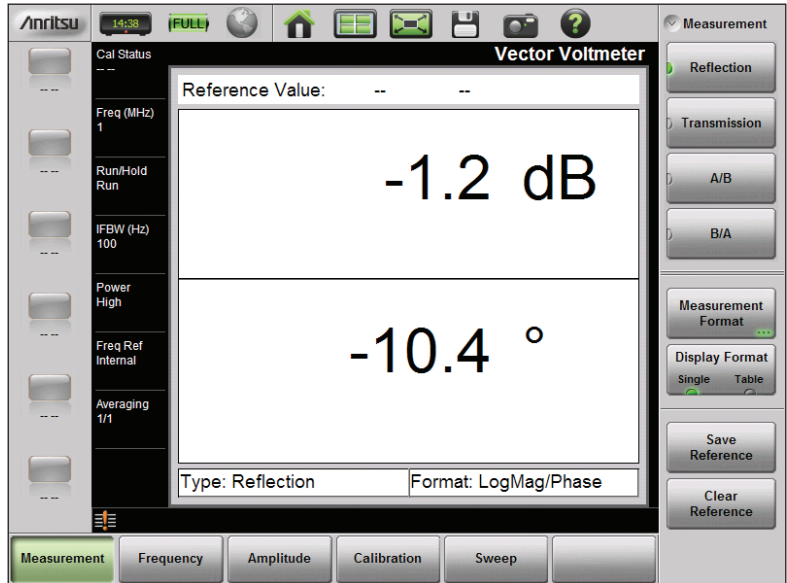 Anritsu
14:38
FULL
?
Measurement
Cal Status
-- --
Vector Voltmeter
Reflection
-- --
Reference Value: -- --
Freq (MHz)
1
Transmission
-- --
Run/Hold
Run
-1.2 dB
A/B
IFBW (Hz)
100
B/A
-- --
Power
High
Measurement
Format
-- --
Freq Ref
Internal
-10.4 °
Display Format
Single Table
Averaging
1/1
-- --
Save
Reference
Type: Reflection
Format: LogMag/Phase
-- --
Clear
Reference
Measurement
Frequency
Amplitude
Calibration
Sweep